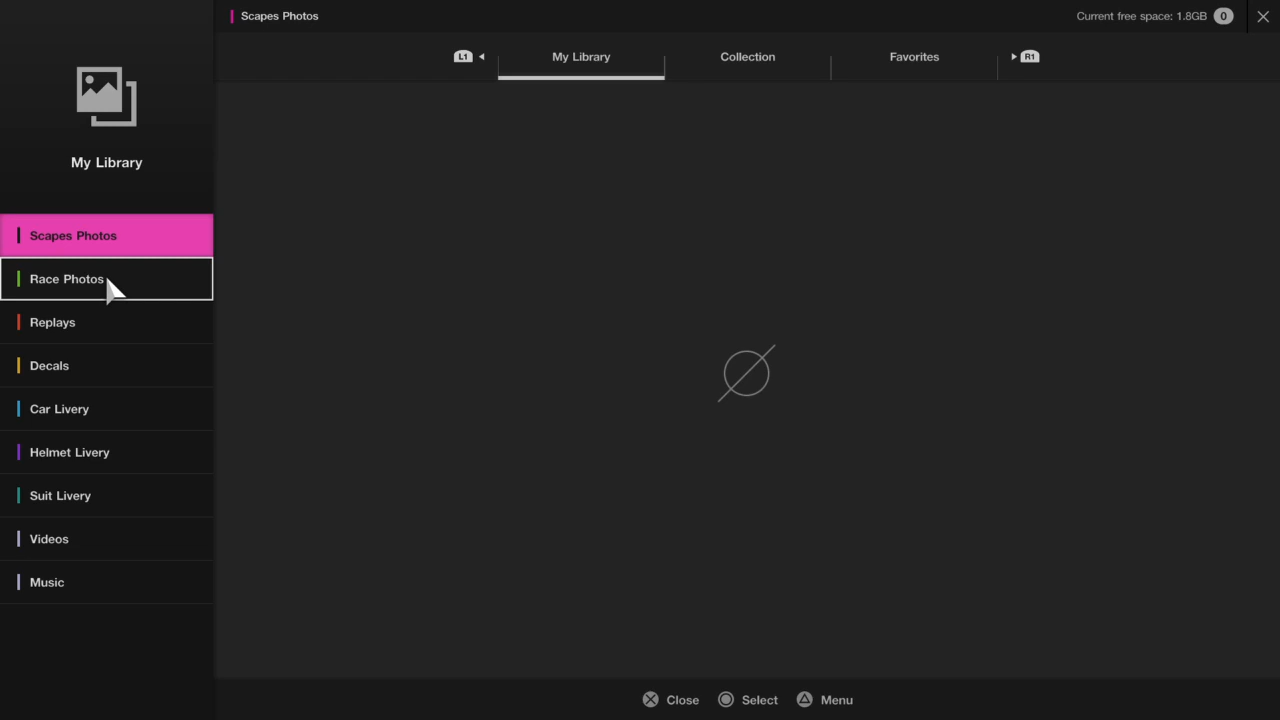 Scapes Photos
Current free space: 1.8GB 0
L1 My Library Collection Favorites R1
My Library
Scapes Photos
Race Photos
Replays
Decals
Car Livery
Helmet Livery
Suit Livery
Videos
Music
Close Select Menu